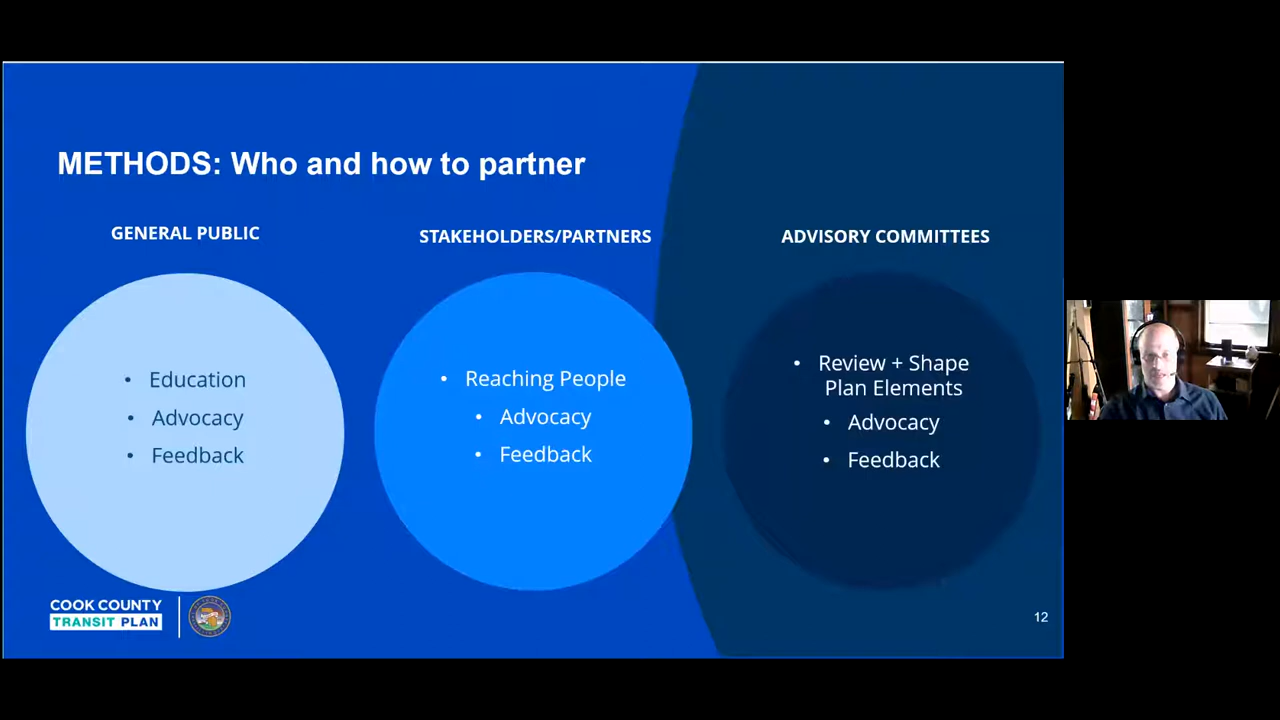 METHODS: Who and how to partner
GENERAL PUBLIC
• Education
• Advocacy
• Feedback
STAKEHOLDERS/PARTNERS
• Reaching People
• Advocacy
• Feedback
ADVISORY COMMITTEES
• Review + Shape
Plan Elements
• Advocacy
• Feedback
COOK COUNTY
TRANSIT PLAN
12